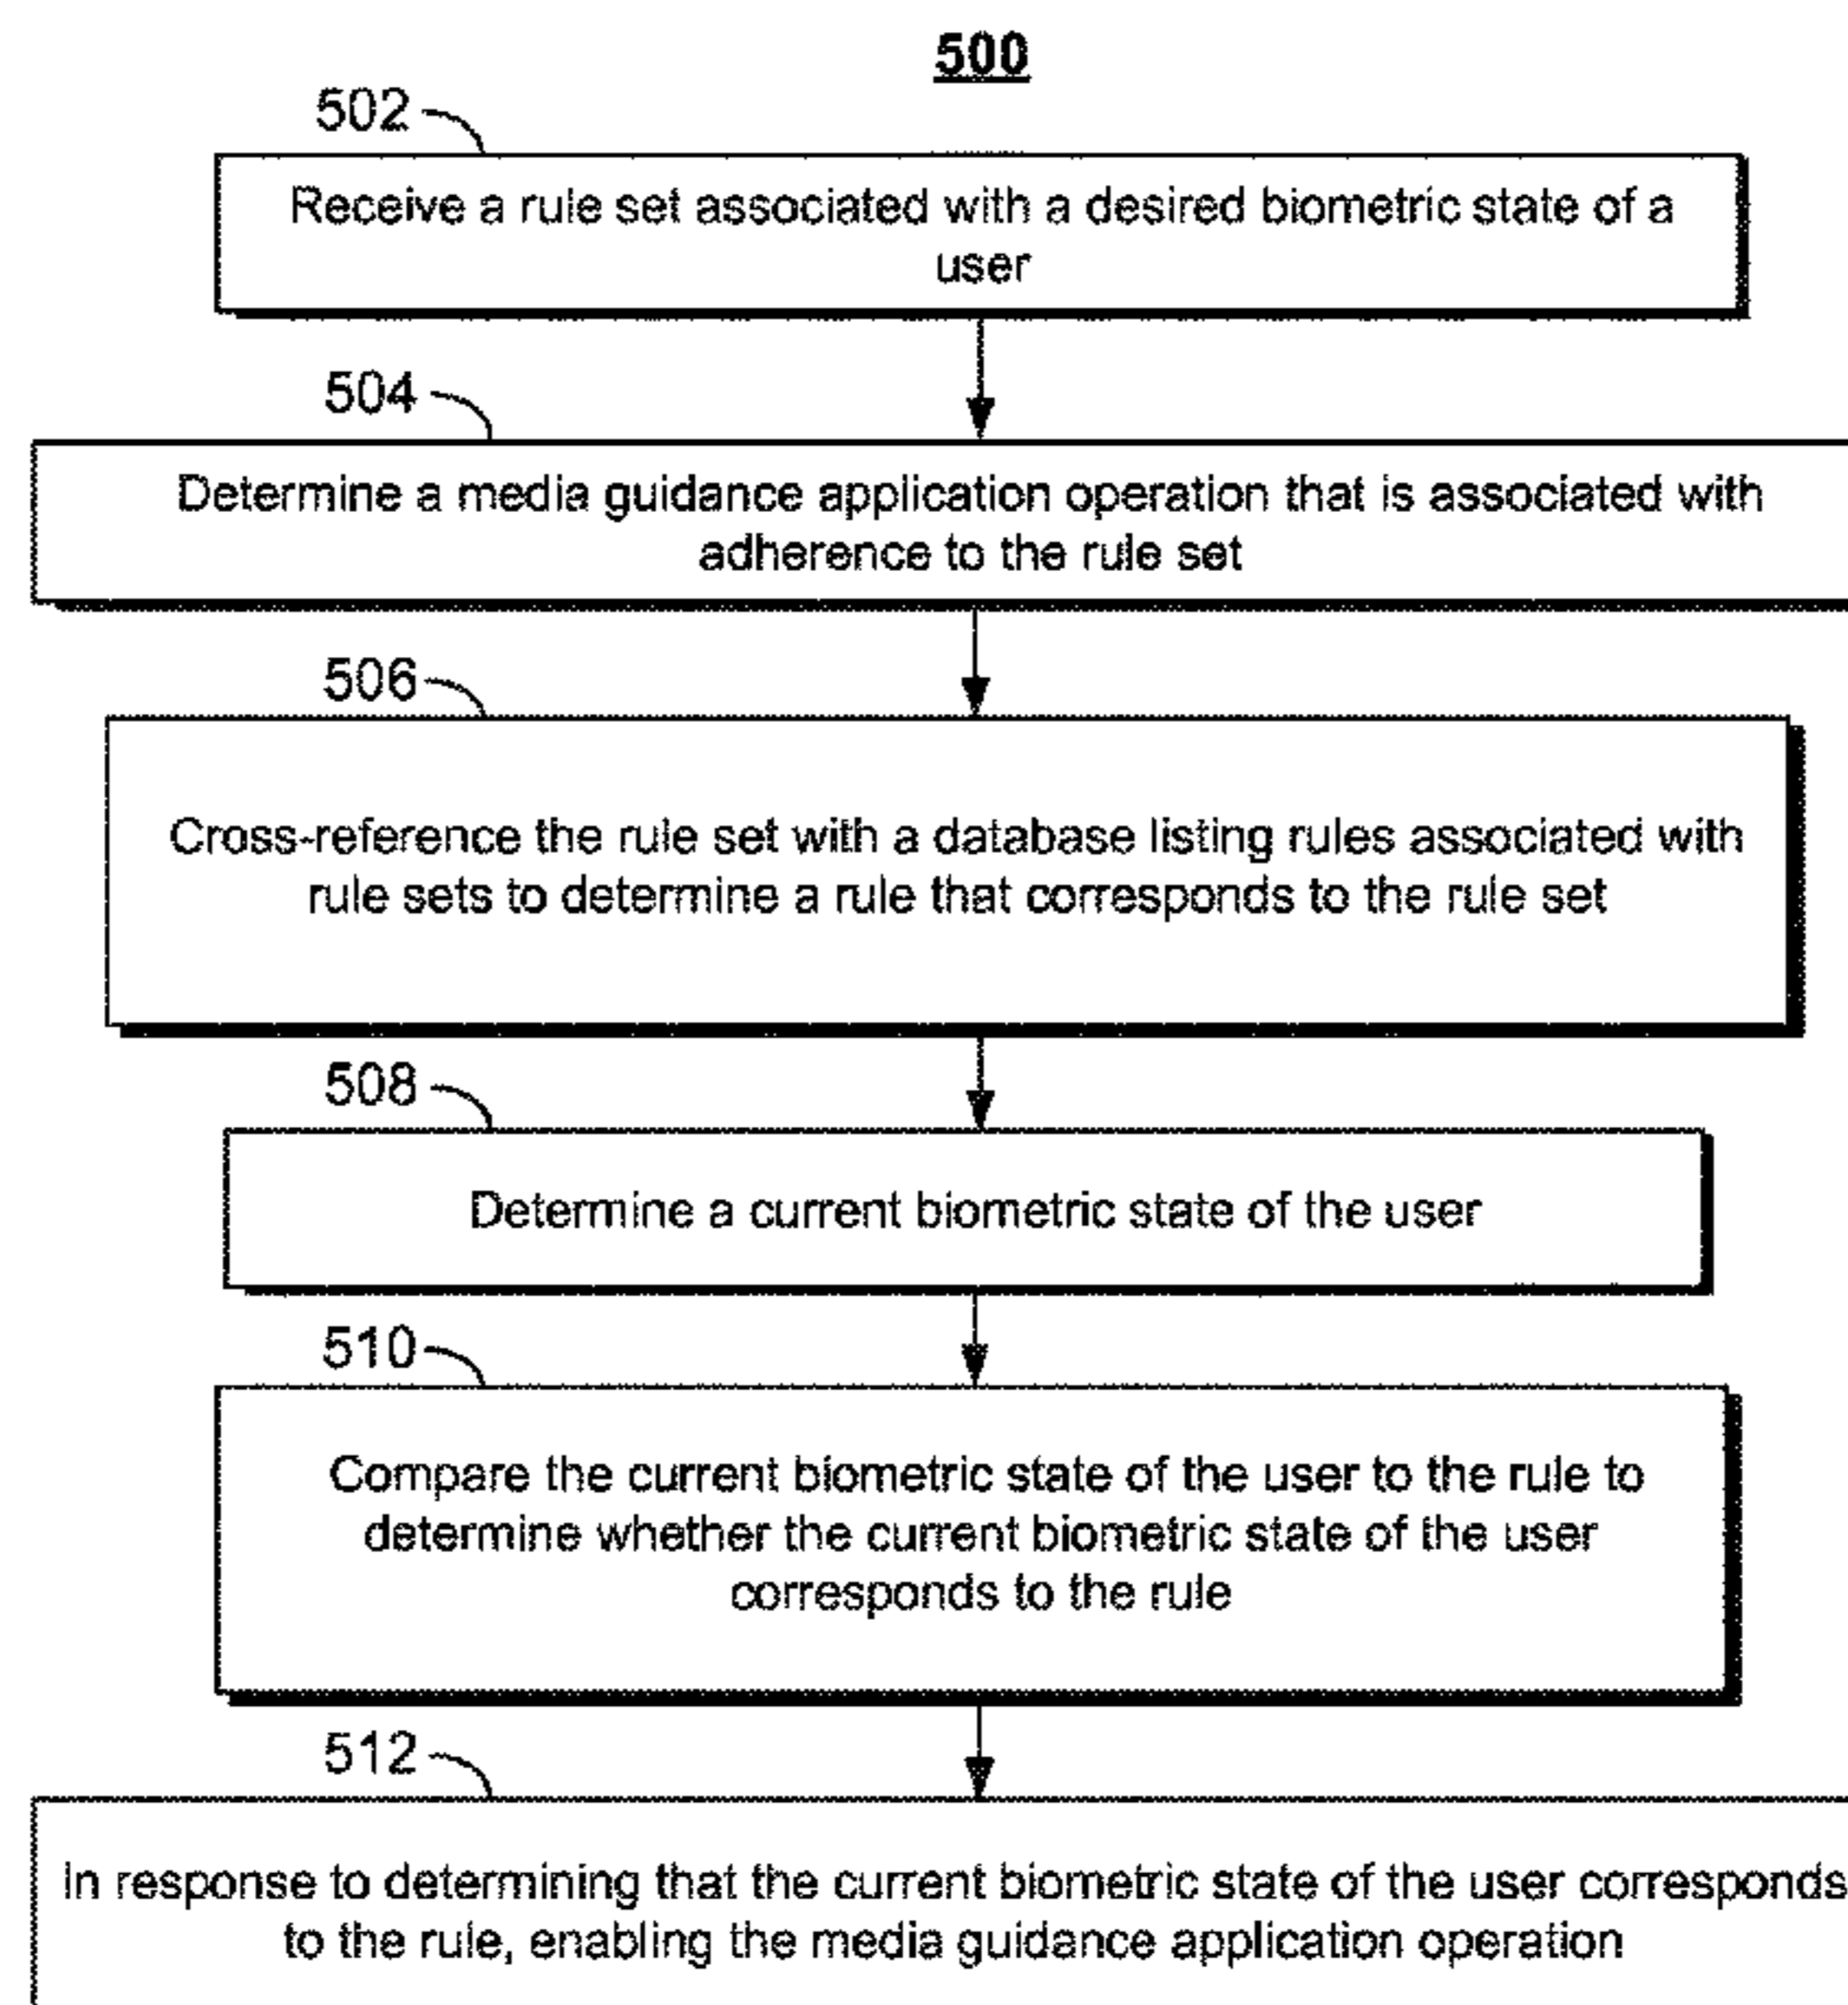 500
502
Receive a rule set associated with a desired biometric state of a
user
504
Determine a media guidance application operation that is associated with
adherence to the rule set
506
Cross-reference the rule set with a database listing rules associated with
rule sets to determine a rule that corresponds to the rule set
508
Determine a current biometric state of the user
510
Compare the current biometric state of the user to the rule to
determine whether the current biometric state of the user
corresponds to the rule
512
In response to determining that the current biometric state of the user corresponds
to the rule, enabling the media guidance application operation